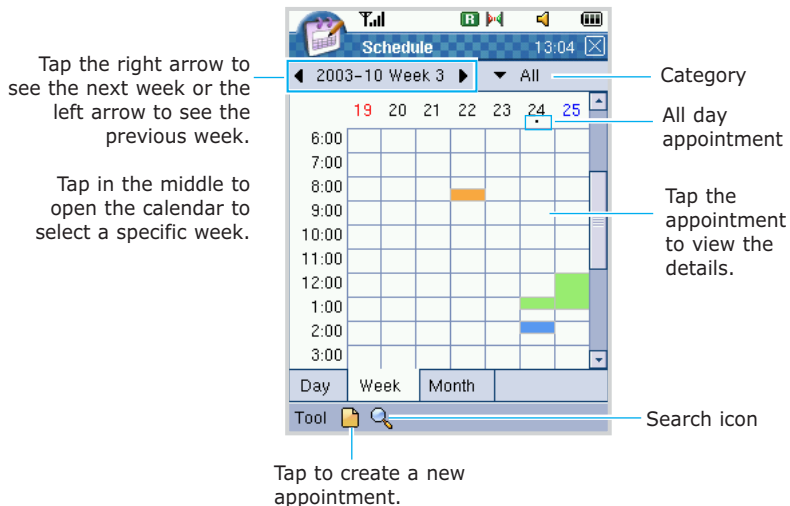 Tap the right arrow to
see the next week or the
left arrow to see the
previous week.
Tap in the middle to
open the calendar to
select a specific week.
R
Schedule 13:04
2003-10 Week 3 All
19 20 21 22 23 24 25
6:00
7:00
8:00
9:00
10:00
11:00
12:00
1:00
2:00
3:00
Day Week Month
Tool
Category
All day
appointment
Tap the
appointment
to view the
details.
Search icon
Tap to create a new
appointment.